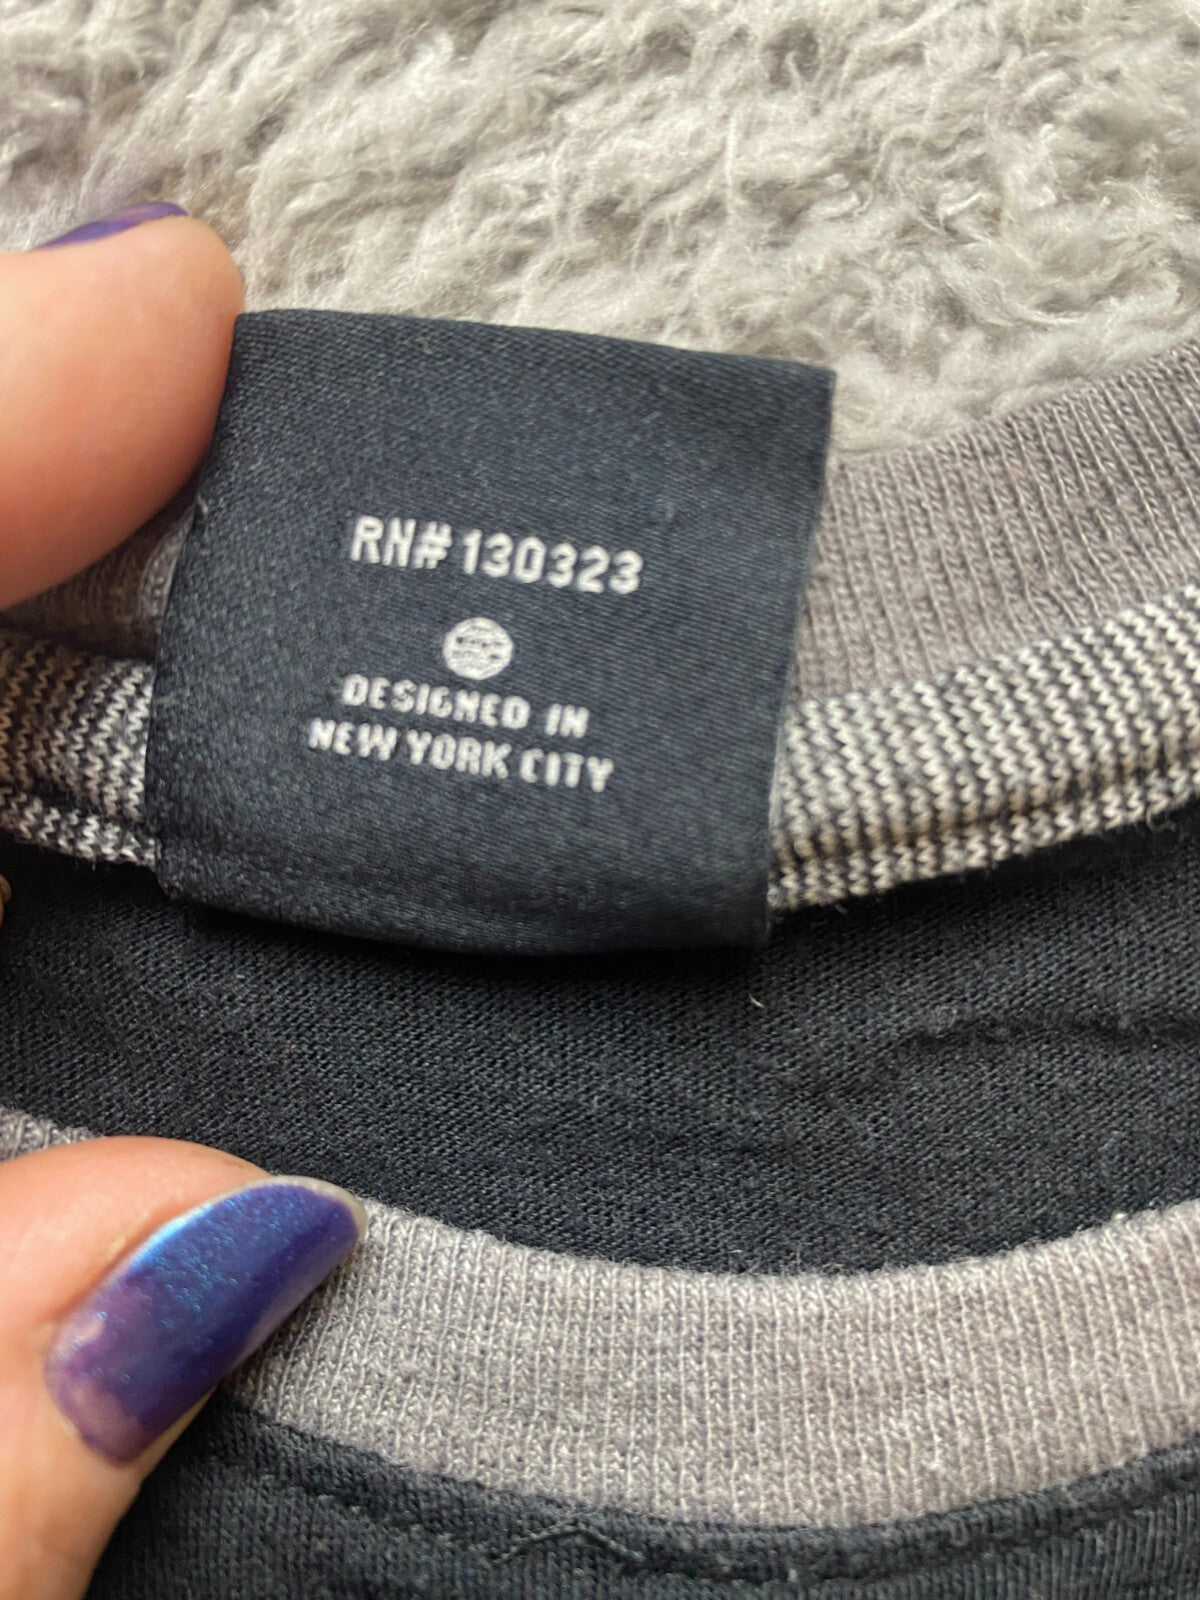 RN# 130323
DESIGNED IN
NEW YORK CITY